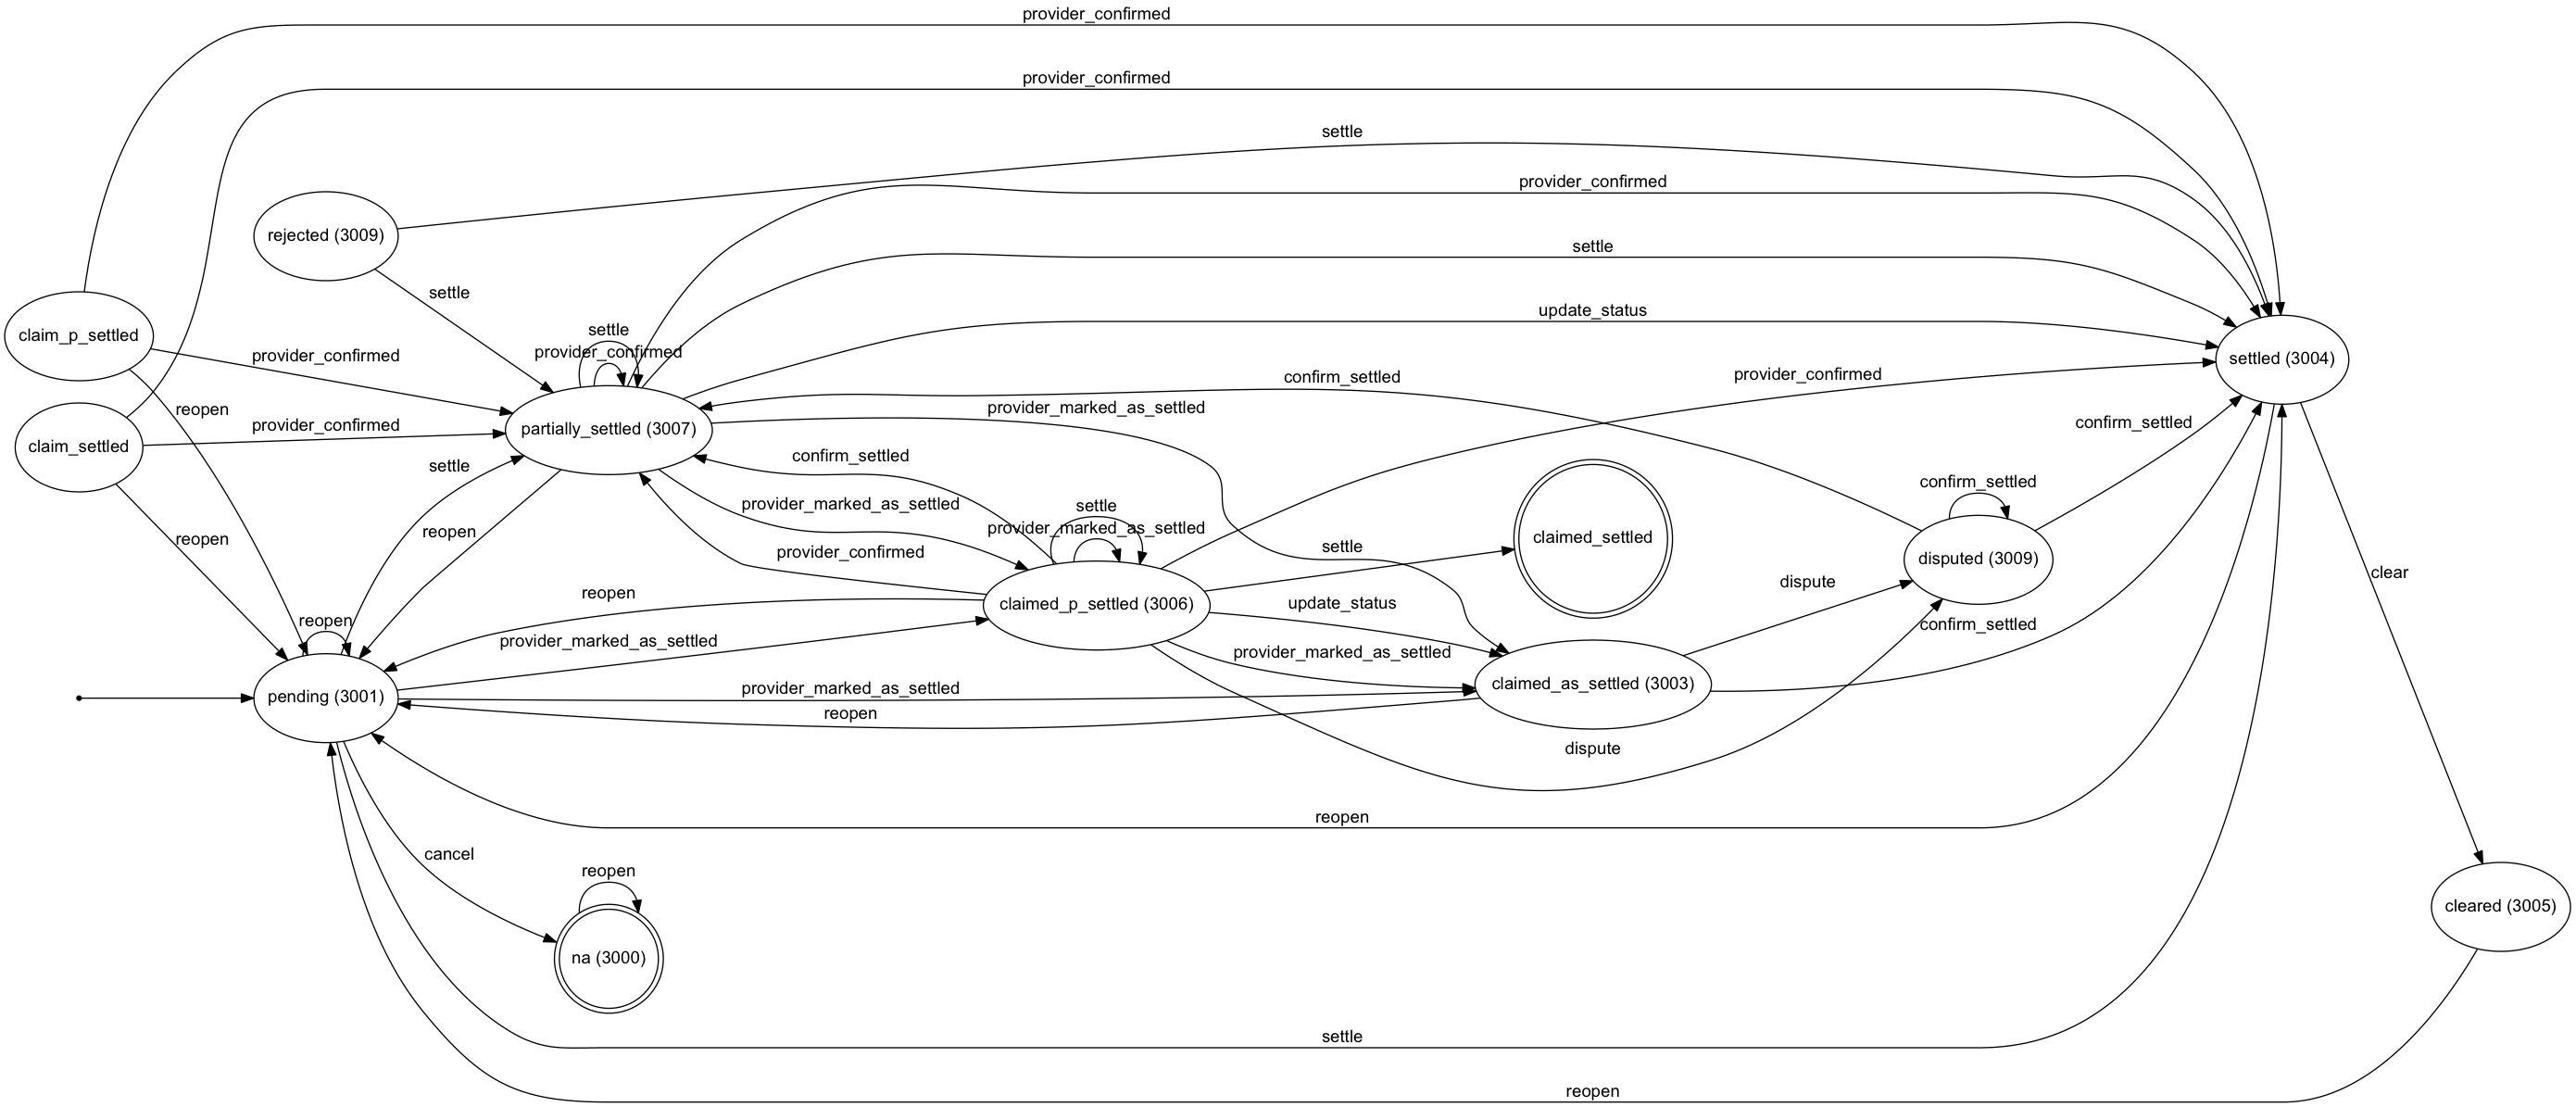 provider_confirmed
provider_confirmed
settle
provider_confirmed
rejected (3009)
settle
settle
update_status
settle
claim_p_settled
provider_confirmed
provider_confirmed
settled (3004)
confirm_settled
provider_confirmed
reopen
provider_marked_as_settled
provider_confirmed
partially_settled (3007)
confirm_settled
claim_settled
confirm_settled
settle
confirm_settled
provider_marked_as_settled
settle
provider_marked_as_settled
reopen
reopen
provider_confirmed
settle
claimed_settled
disputed (3009)
clear
dispute
reopen
claimed_p_settled (3006)
update_status
reopen
confirm_settled
provider_marked_as_settled
provider_marked_as_settled
claimed_as_settled (3003)
pending (3001)
provider_marked_as_settled
reopen
dispute
reopen
cancel
reopen
cleared (3005)
na (3000)
settle
reopen